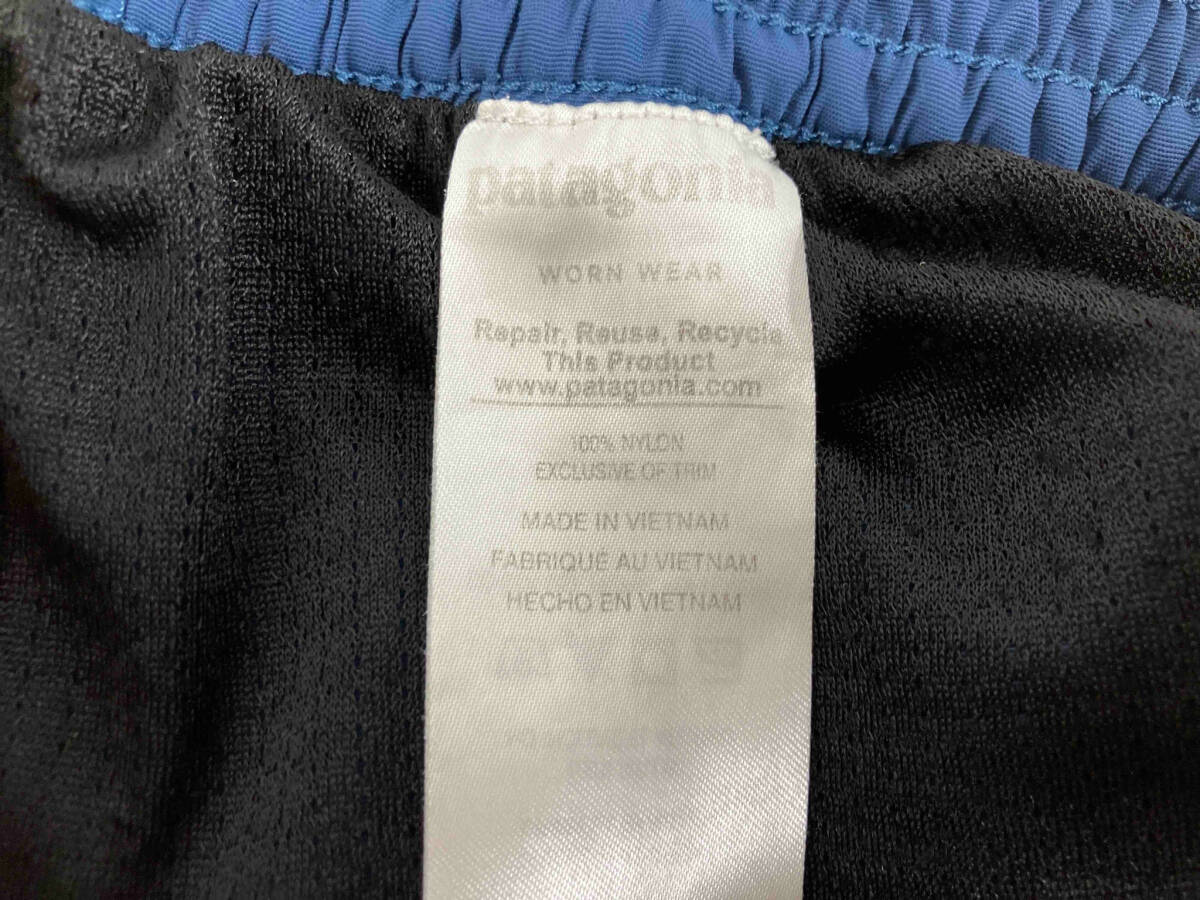 patagonia
WORN WEAR
Repair, Reuse, Recycle
This Product
www.patagonia.com
100% NYLON
EXCLUSIVE OF TRIM
MADE IN VIETNAM
FABRIQUE AU VIETNAM
HECHO EN VIETNAM